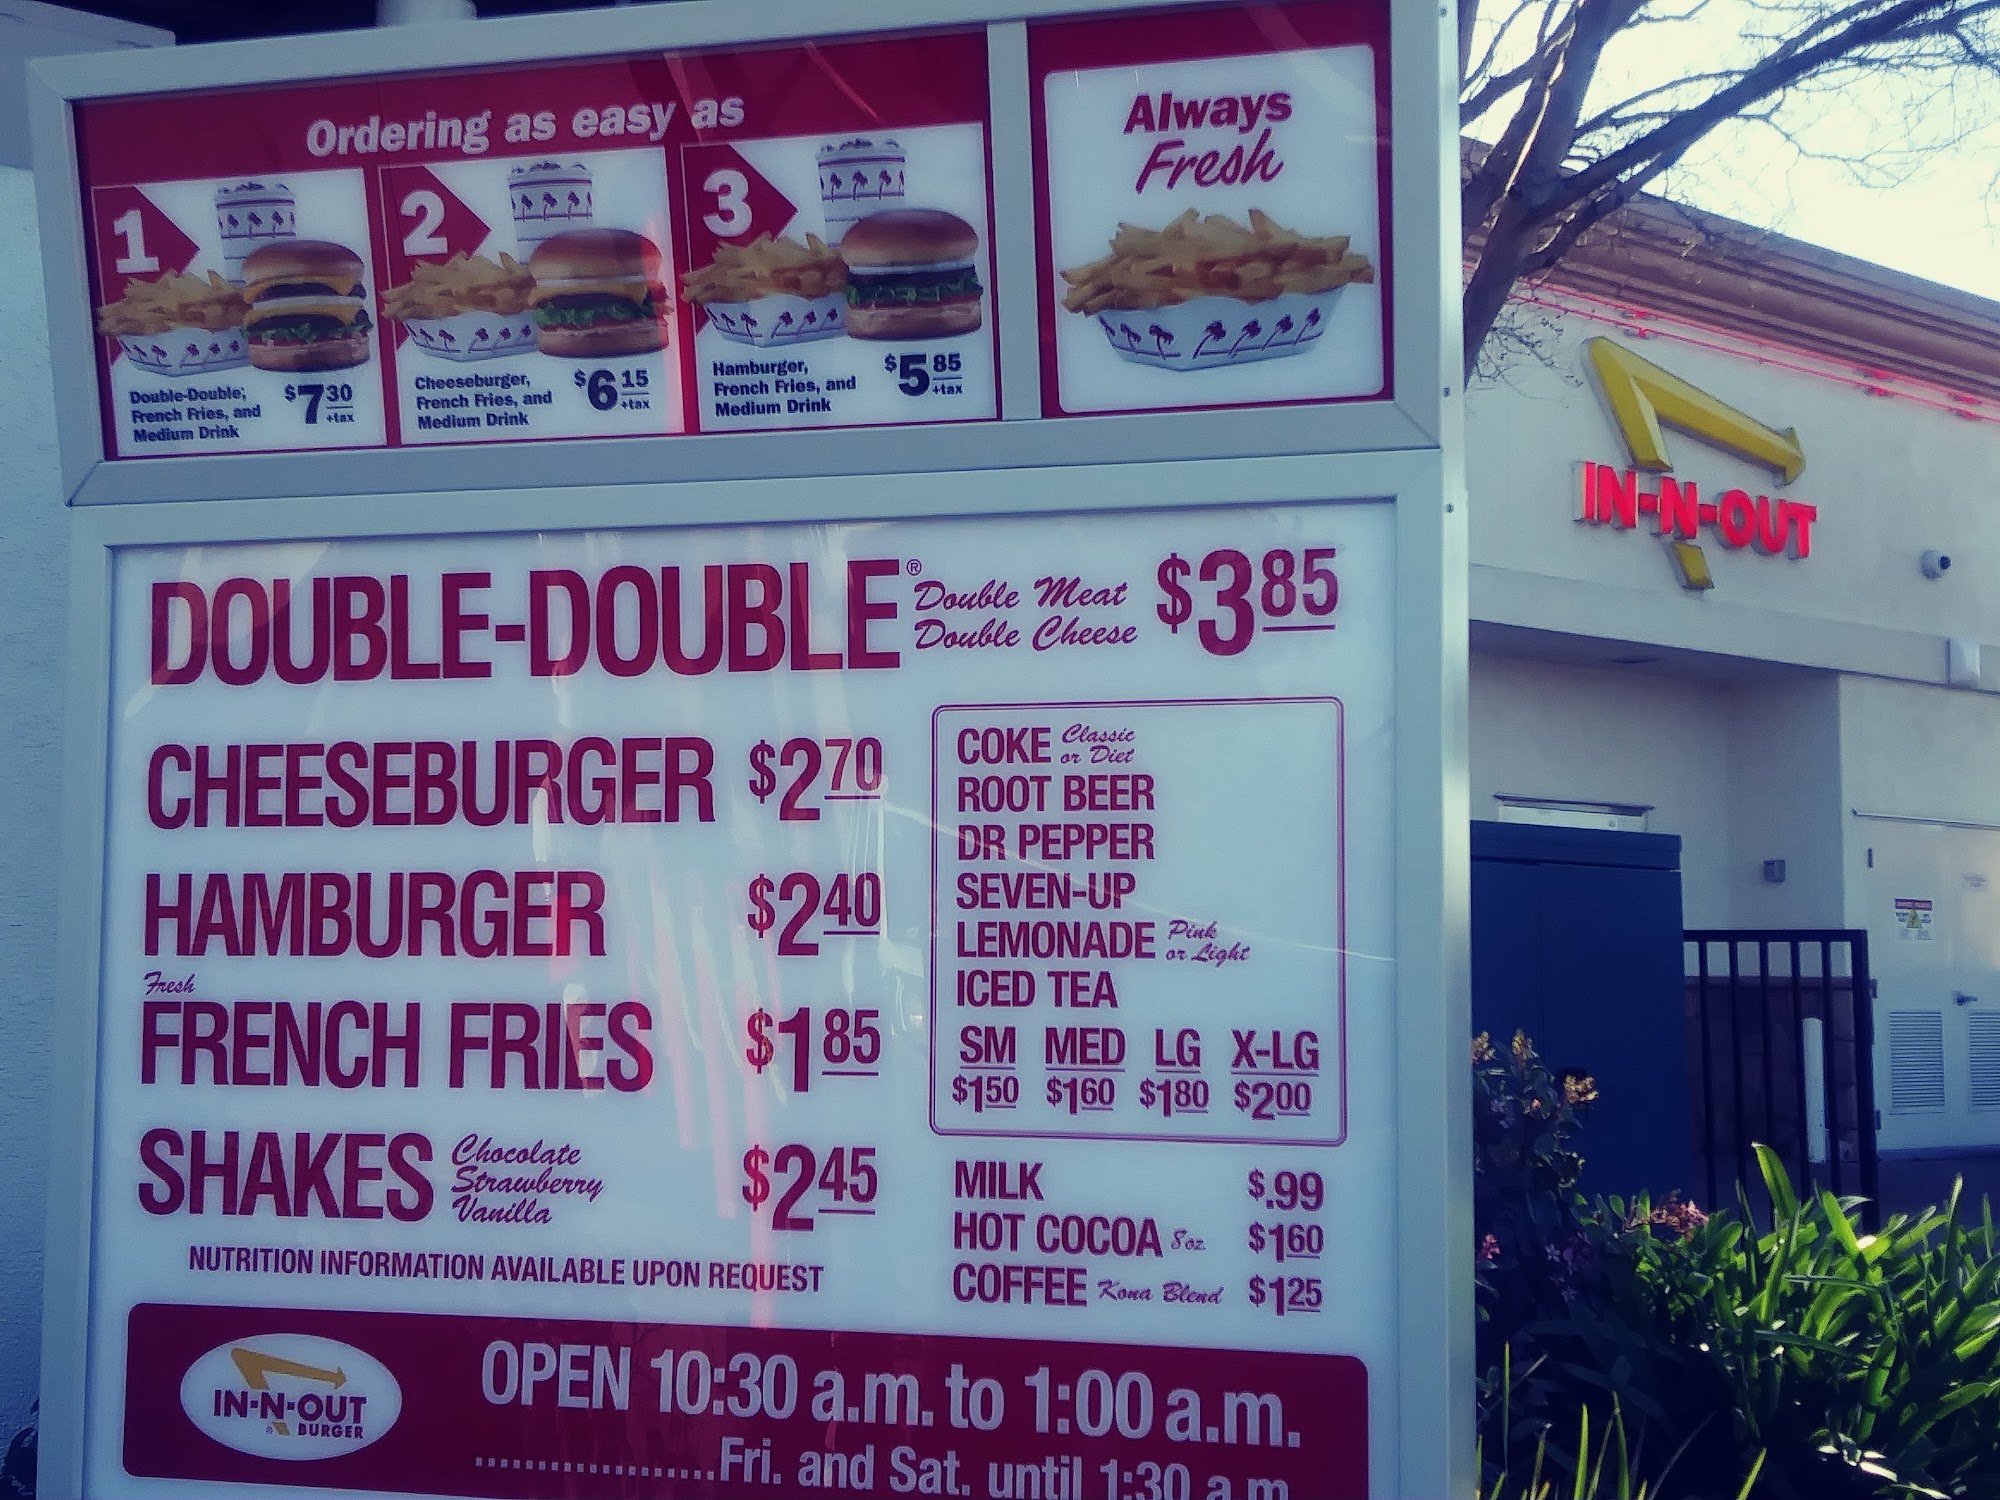 Ordering as easy as
1
Double-Double,
French Fries, and
Medium Drink
$7 30
+tax
2
Cheeseburger,
French Fries, and
Medium Drink
$6 15
+tax
3
Hamburger,
French Fries, and
Medium Drink
$5 85
+tax
Always
Fresh
IN-N-OUT
DOUBLE-DOUBLE® Double Meat Double Cheese $3 85
CHEESEBURGER $2 70
HAMBURGER $2 40
Fresh
FRENCH FRIES $1 85
SHAKES Chocolate Strawberry Vanilla $2 45
NUTRITION INFORMATION AVAILABLE UPON REQUEST
COKE Classic or Diet
ROOT BEER
DR PEPPER
SEVEN-UP
LEMONADE Pink or Light
ICED TEA
SM MED LG X-LG
$1 50 $1 60 $1 80 $2 00
MILK $.99
HOT COCOA 8 oz. $1 60
COFFEE Kona Blend $1 25
IN-N-OUT
® BURGER
OPEN 10:30 a.m. to 1:00 a.m.
...................Fri. and Sat. until 1:30 a.m.